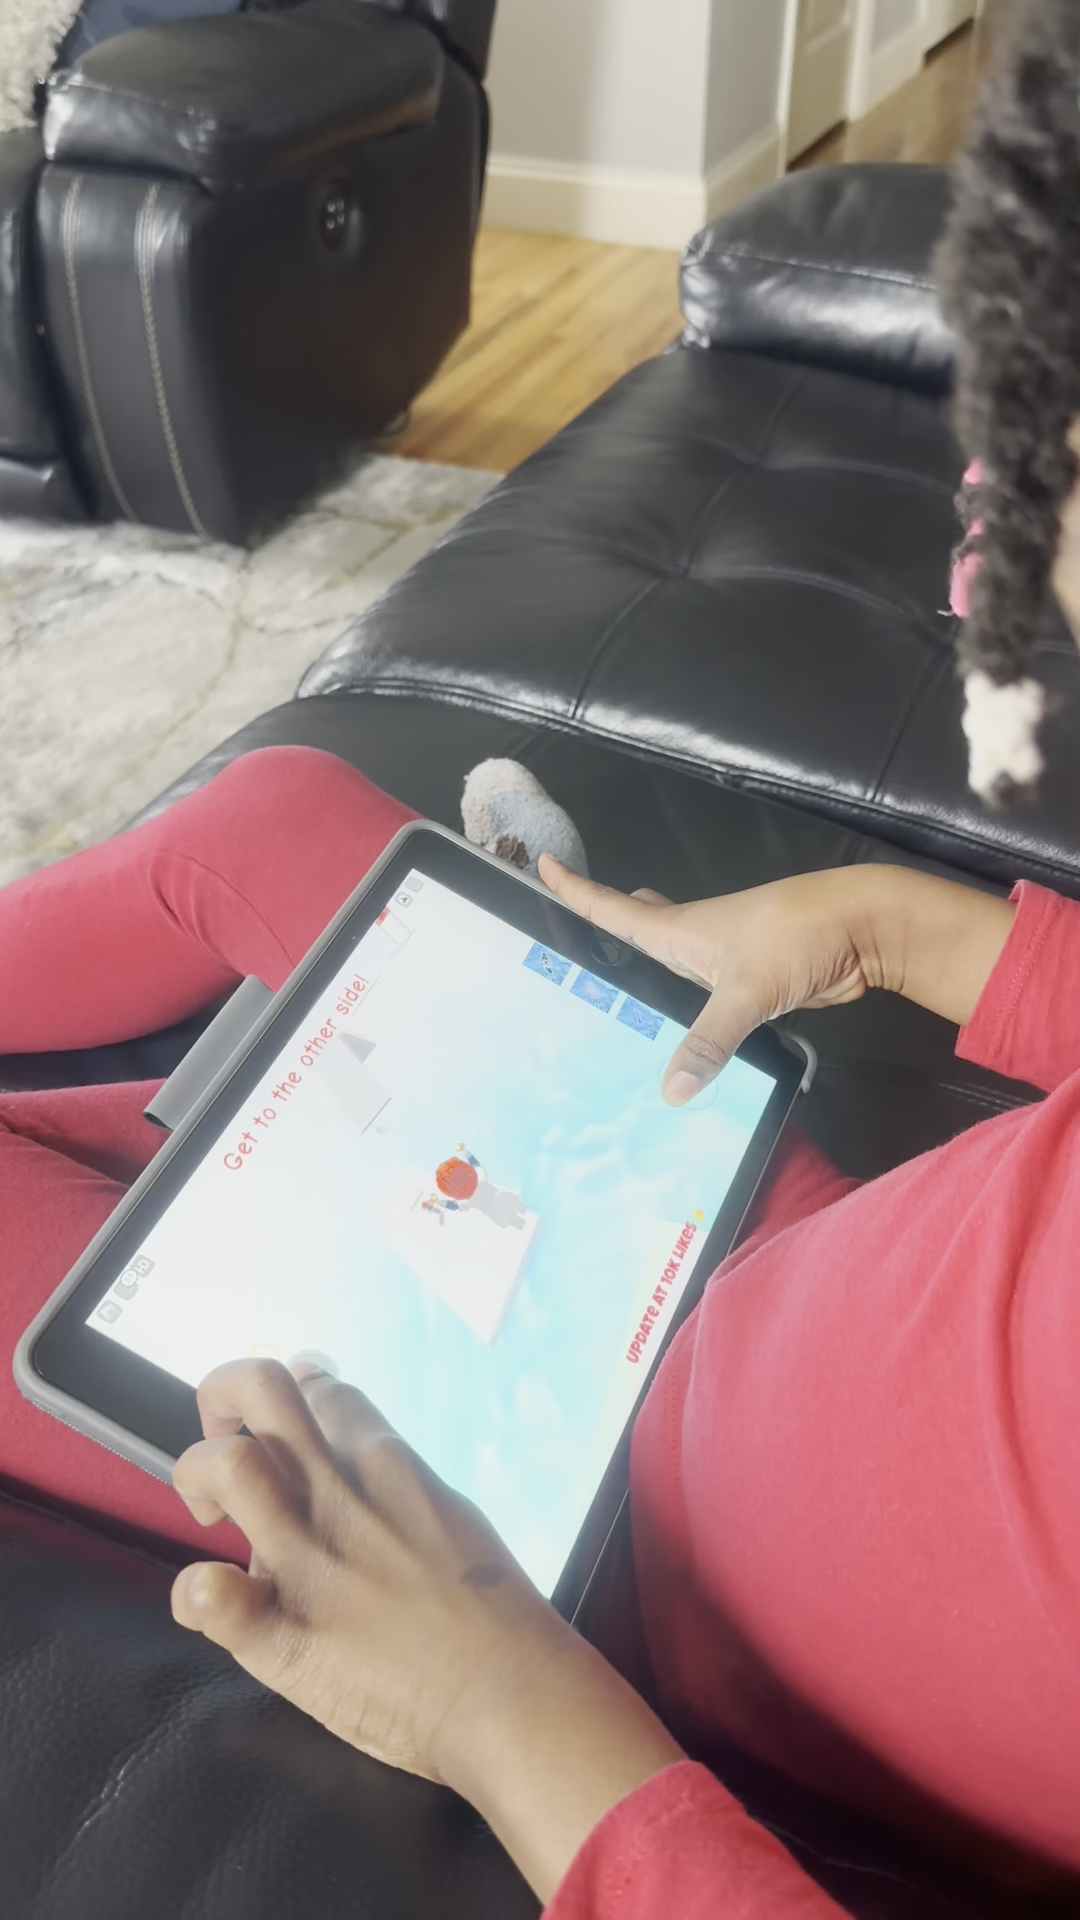 Get to the other side!
UPDATE AT 10K LIKES